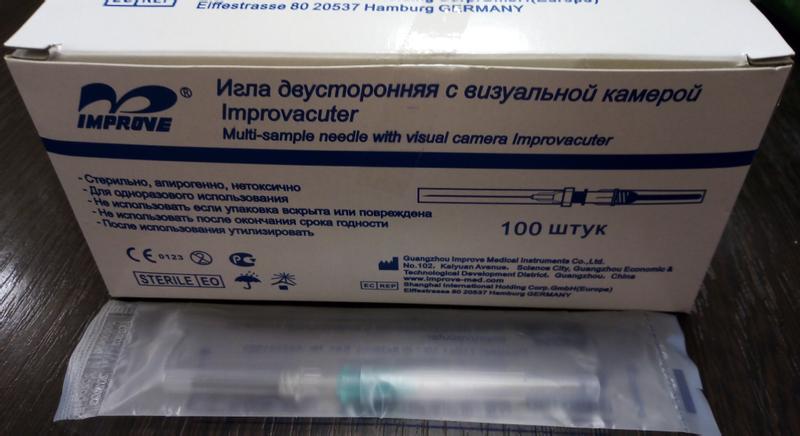 EC REP
Eiffestrasse 80 20537 Hamburg GERMANY
IMPROVE ®
Игла двусторонняя с визуальной камерой
Improvacuter
Multi-sample needle with visual camera Improvacuter
- Стерильно, апирогенно, нетоксично
- Для одноразового использования
- Не использовать если упаковка вскрыта или повреждена
- Не использовать после окончания срока годности
- После использования утилизировать
100 штук
CE 0123
STERILE EO
Guangzhou Improve Medical Instruments Co.,Ltd.
No.102, Kaiyuan Avenue, Science City, Guangzhou Economic &
Technological Development District, Guangzhou, China
www.improve-med.com
EC REP
Shanghai International Holding Corp.GmbH(Europe)
Eiffestrasse 80 20537 Hamburg GERMANY